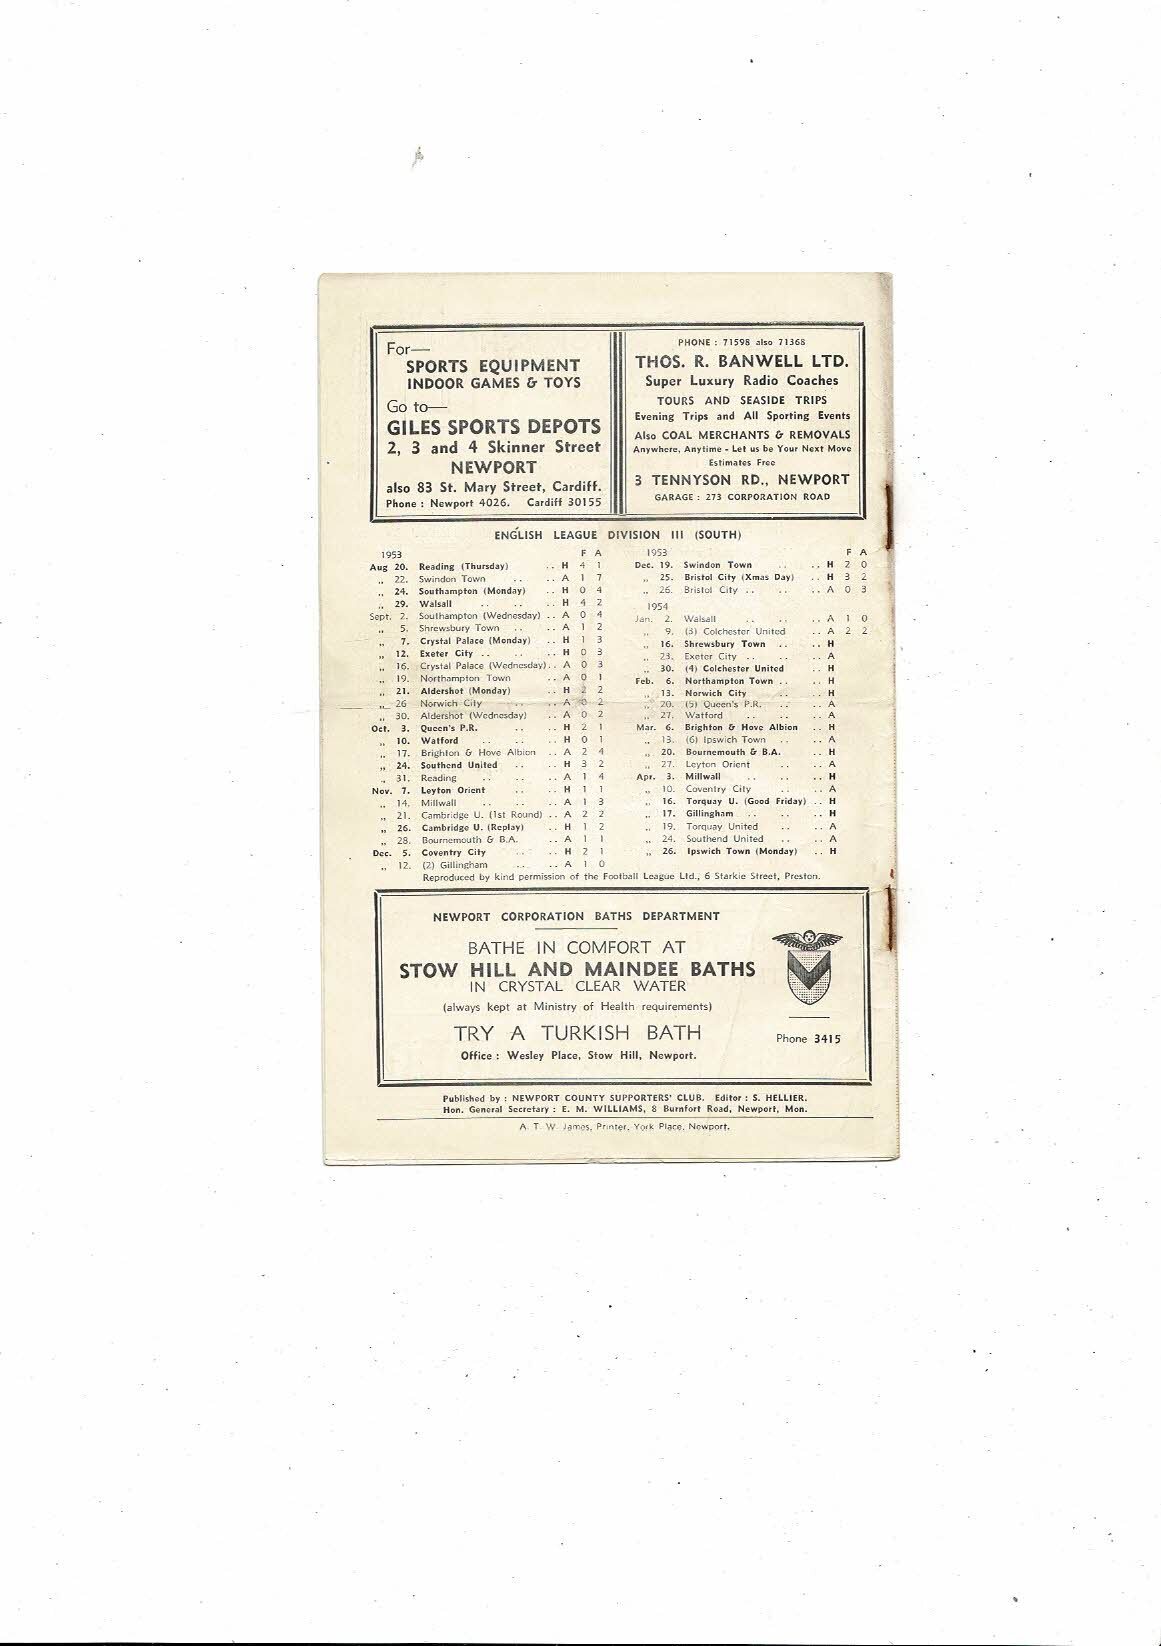 For—
SPORTS EQUIPMENT
INDOOR GAMES & TOYS
Go to—
GILES SPORTS DEPOTS
2, 3 and 4 Skinner Street
NEWPORT
also 83 St. Mary Street, Cardiff.
Phone : Newport 4026. Cardiff 30155
PHONE : 71598 also 71368
THOS. R. BANWELL LTD.
Super Luxury Radio Coaches
TOURS AND SEASIDE TRIPS
Evening Trips and All Sporting Events
Also COAL MERCHANTS & REMOVALS
Anywhere, Anytime - Let us be Your Next Move
Estimates Free
3 TENNYSON RD., NEWPORT
GARAGE : 273 CORPORATION ROAD
ENGLISH LEAGUE DIVISION III (SOUTH)
1953 F A
Aug 20. Reading (Thursday) .. H 4 1
,, 22. Swindon Town .. .. A 1 7
,, 24. Southampton (Monday) .. H 0 4
,, 29. Walsall .. .. .. H 4 2
Sept. 2. Southampton (Wednesday) .. A 0 4
,, 5. Shrewsbury Town .. .. A 1 2
,, 7. Crystal Palace (Monday) .. H 1 3
,, 12. Exeter City .. .. .. H 0 3
,, 16. Crystal Palace (Wednesday).. A 0 3
,, 19. Northampton Town .. A 0 1
,, 21. Aldershot (Monday) .. H 2 2
,, 26 Norwich City .. .. A 0 2
,, 30. Aldershot (Wednesday) .. A 0 2
Oct. 3. Queen's P.R. .. .. H 2 1
,, 10. Watford .. .. .. H 0 1
,, 17. Brighton & Hove Albion .. A 2 4
,, 24. Southend United .. .. H 3 2
,, 31. Reading .. .. .. A 1 4
Nov. 7. Leyton Orient .. .. H 1 1
,, 14. Millwall .. .. .. A 1 3
,, 21. Cambridge U. (1st Round) .. A 2 2
,, 26. Cambridge U. (Replay) .. H 1 2
,, 28. Bournemouth & B.A. .. A 1 1
Dec. 5. Coventry City .. .. H 2 1
,, 12. (2) Gillingham .. .. A 1 0
1953 F A
Dec. 19. Swindon Town .. .. H 2 0
,, 25. Bristol City (Xmas Day) .. H 3 2
,, 26. Bristol City .. .. .. A 0 3
1954
Jan. 2. Walsall .. .. .. A 1 0
,, 9. (3) Colchester United .. A 2 2
,, 16. Shrewsbury Town .. .. H
,, 23. Exeter City .. .. .. A
,, 30. (4) Colchester United .. H
Feb. 6. Northampton Town .. .. H
,, 13. Norwich City .. .. H
,, 20. (5) Queen's P.R. .. .. A
,, 27. Watford .. .. .. A
Mar. 6. Brighton & Hove Albion .. H
,, 13. (6) Ipswich Town .. .. A
,, 20. Bournemouth & B.A. .. H
,, 27. Leyton Orient .. .. A
Apr. 3. Millwall .. .. .. H
,, 10. Coventry City .. .. A
,, 16. Torquay U. (Good Friday) .. H
,, 17. Gillingham .. .. .. H
,, 19. Torquay United .. .. A
,, 24. Southend United .. .. A
,, 26. Ipswich Town (Monday) .. H
Reproduced by kind permission of the Football League Ltd., 6 Starkie Street, Preston.
NEWPORT CORPORATION BATHS DEPARTMENT
BATHE IN COMFORT AT
STOW HILL AND MAINDEE BATHS
IN CRYSTAL CLEAR WATER
(always kept at Ministry of Health requirements)
TRY A TURKISH BATH
Office : Wesley Place, Stow Hill, Newport.
Phone 3415
Published by : NEWPORT COUNTY SUPPORTERS' CLUB. Editor : S. HELLIER.
Hon. General Secretary : E. M. WILLIAMS, 8 Burnfort Road, Newport, Mon.
A. T. W. James, Printer, York Place, Newport.